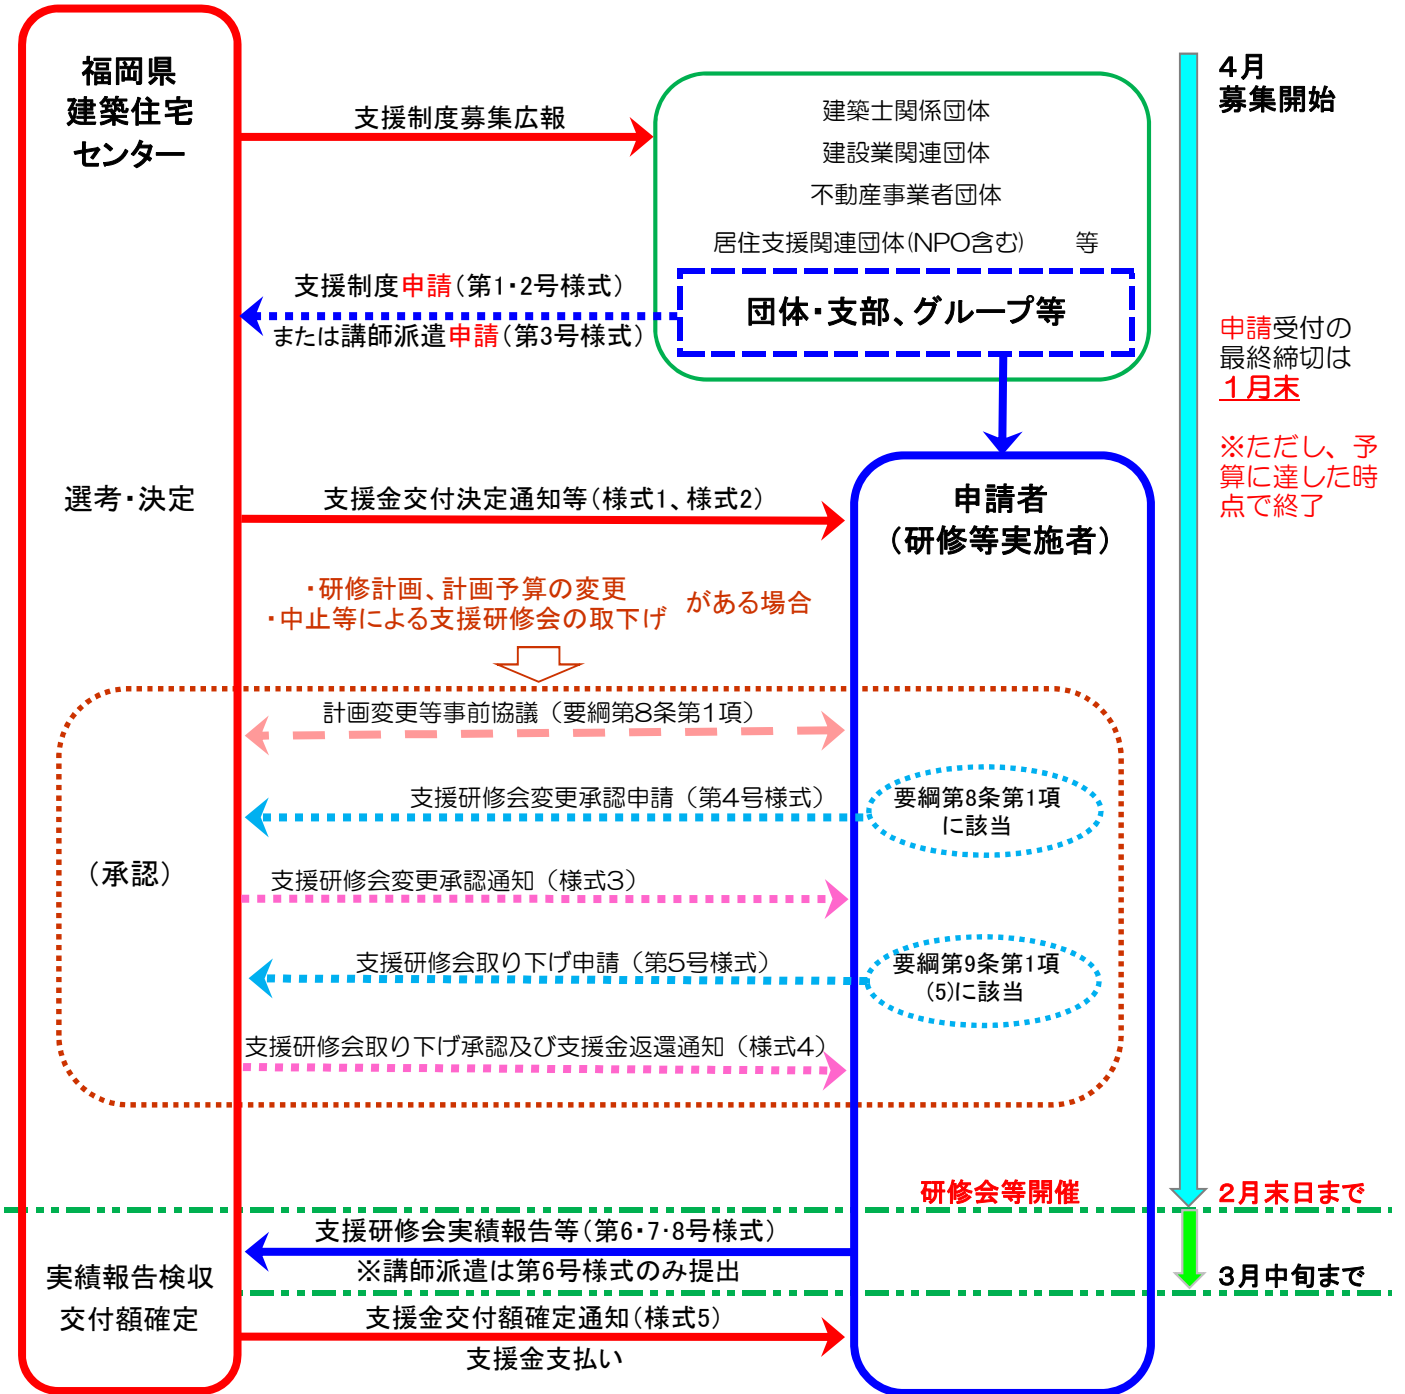 福岡県
建築住宅
センター
支援制度募集広報
建築士関係団体
建設業関連団体
不動産事業者団体
居住支援関連団体(NPO含む)　　等
団体・支部、グループ等
4月
募集開始
支援制度申請(第1・2号様式)
または講師派遣申請(第3号様式)
申請受付の
最終締切は
1月末
※ただし、予
算に達した時
点で終了
選考・決定
支援金交付決定通知等(様式1、様式2)
申請者
(研修等実施者)
・研修計画、計画予算の変更
・中止等による支援研修会の取下げ
がある場合
計画変更等事前協議(要綱第8条第1項)
支援研修会変更承認申請(第4号様式)
要綱第8条第1項
に該当
(承認)
支援研修会変更承認通知(様式3)
支援研修会取り下げ申請(第5号様式)
要綱第9条第1項
(5)に該当
支援研修会取り下げ承認及び支援金返還通知(様式4)
研修会等開催
2月末日まで
支援研修会実績報告等(第6・7・8号様式)
※講師派遣は第6号様式のみ提出
3月中旬まで
実績報告検収
交付額確定
支援金交付額確定通知(様式5)
支援金支払い